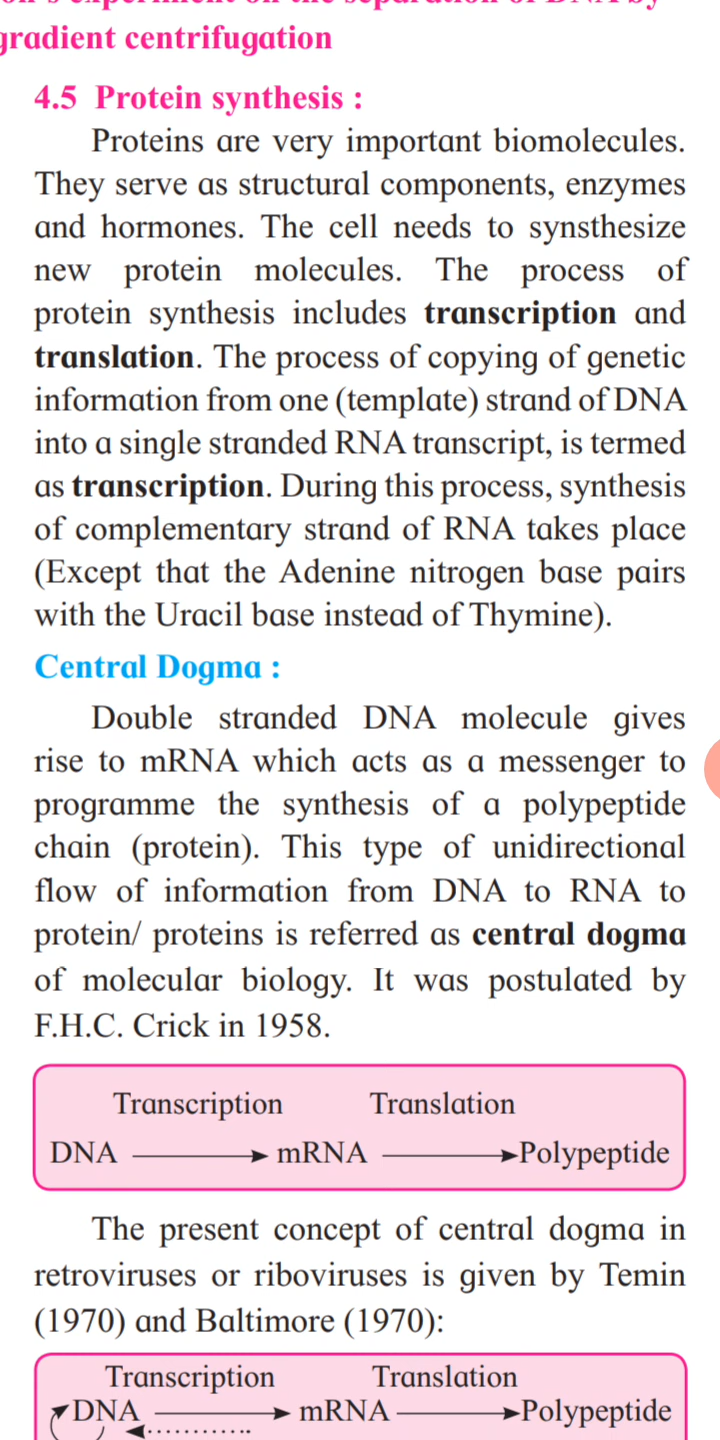 gradient centrifugation
4.5 Protein synthesis :
Proteins are very important biomolecules.
They serve as structural components, enzymes
and hormones. The cell needs to synsthesize
new protein molecules. The process of
protein synthesis includes transcription and
translation. The process of copying of genetic
information from one (template) strand of DNA
into a single stranded RNA transcript, is termed
as transcription. During this process, synthesis
of complementary strand of RNA takes place
(Except that the Adenine nitrogen base pairs
with the Uracil base instead of Thymine).
Central Dogma :
Double stranded DNA molecule gives
rise to mRNA which acts as a messenger to
programme the synthesis of a polypeptide
chain (protein). This type of unidirectional
flow of information from DNA to RNA to
protein/ proteins is referred as central dogma
of molecular biology. It was postulated by
F.H.C. Crick in 1958.
Transcription Translation
DNA mRNA Polypeptide
The present concept of central dogma in
retroviruses or riboviruses is given by Temin
(1970) and Baltimore (1970):
Transcription Translation
DNA mRNA Polypeptide